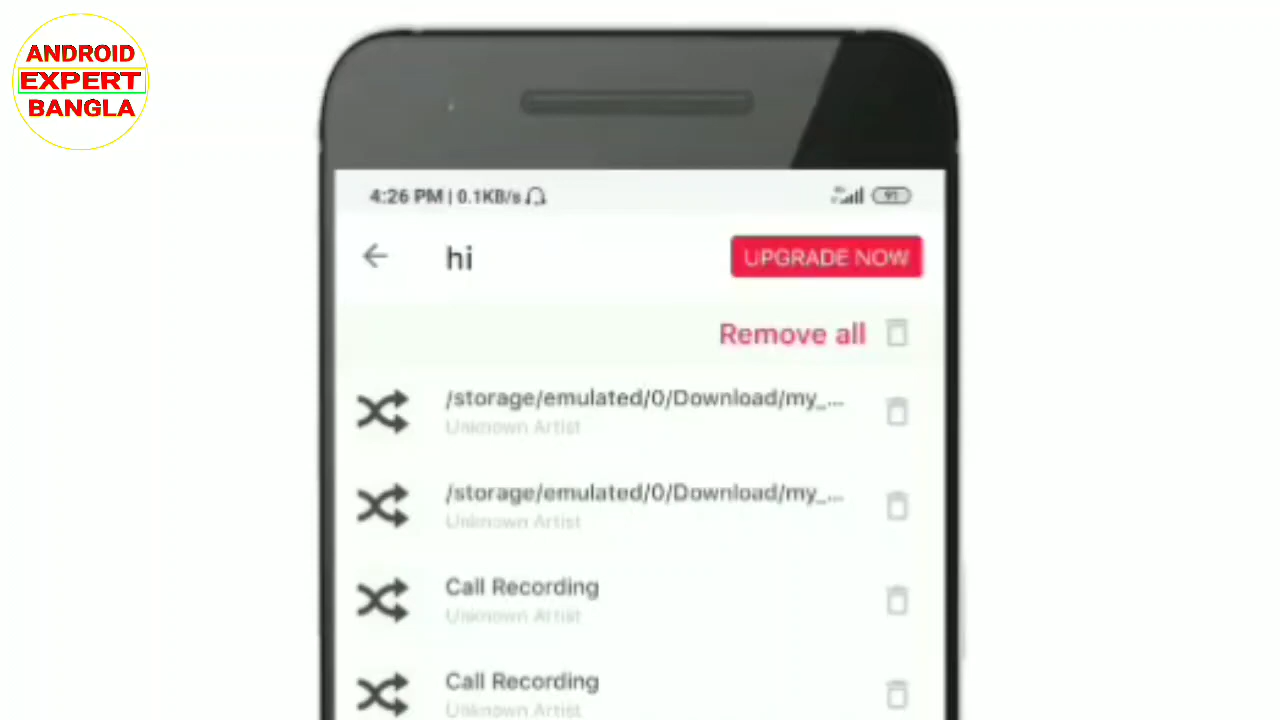 ANDROID
EXPERT
BANGLA
4:26 PM | 0.1KB/s
91
hi
UPGRADE NOW
Remove all
/storage/emulated/0/Download/my_...
Unknown Artist
/storage/emulated/0/Download/my_...
Unknown Artist
Call Recording
Unknown Artist
Call Recording
Unknown Artist